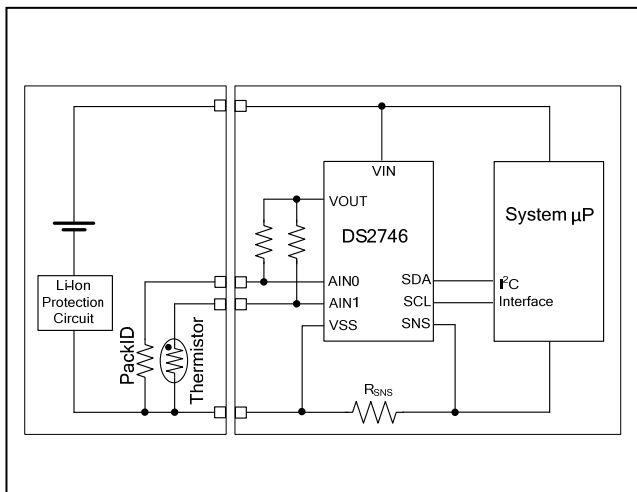 VIN
VOUT
DS2746
System µP
AIN0
AIN1
VSS
SDA
SCL
SNS
I²C
Interface
Li-Ion
Protection
Circuit
PackID
Thermistor
RSNS